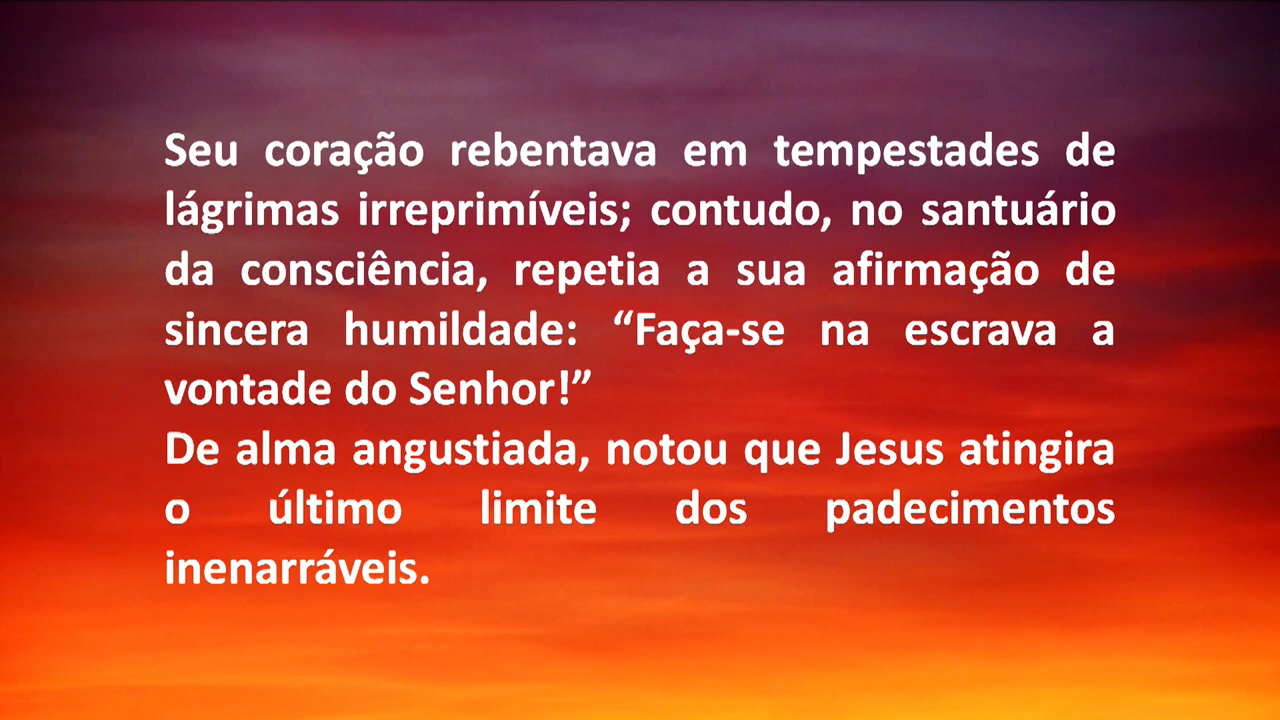 Seu coração rebentava em tempestades de
lágrimas irreprimíveis; contudo, no santuário
da consciência, repetia a sua afirmação de
sincera humildade: “Faça-se na escrava a
vontade do Senhor!”
De alma angustiada, notou que Jesus atingira
o último limite dos padecimentos
inenarráveis.